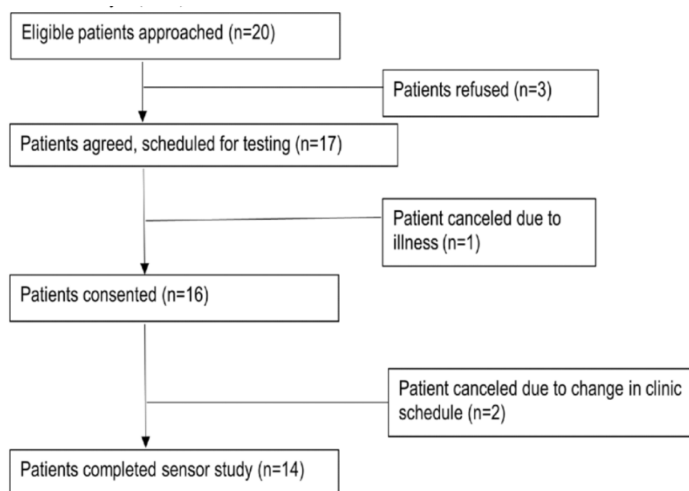 Eligible patients approached (n=20)
Patients refused (n=3)
Patients agreed, scheduled for testing (n=17)
Patient canceled due to
illness (n=1)
Patients consented (n=16)
Patient canceled due to change in clinic
schedule (n=2)
Patients completed sensor study (n=14)